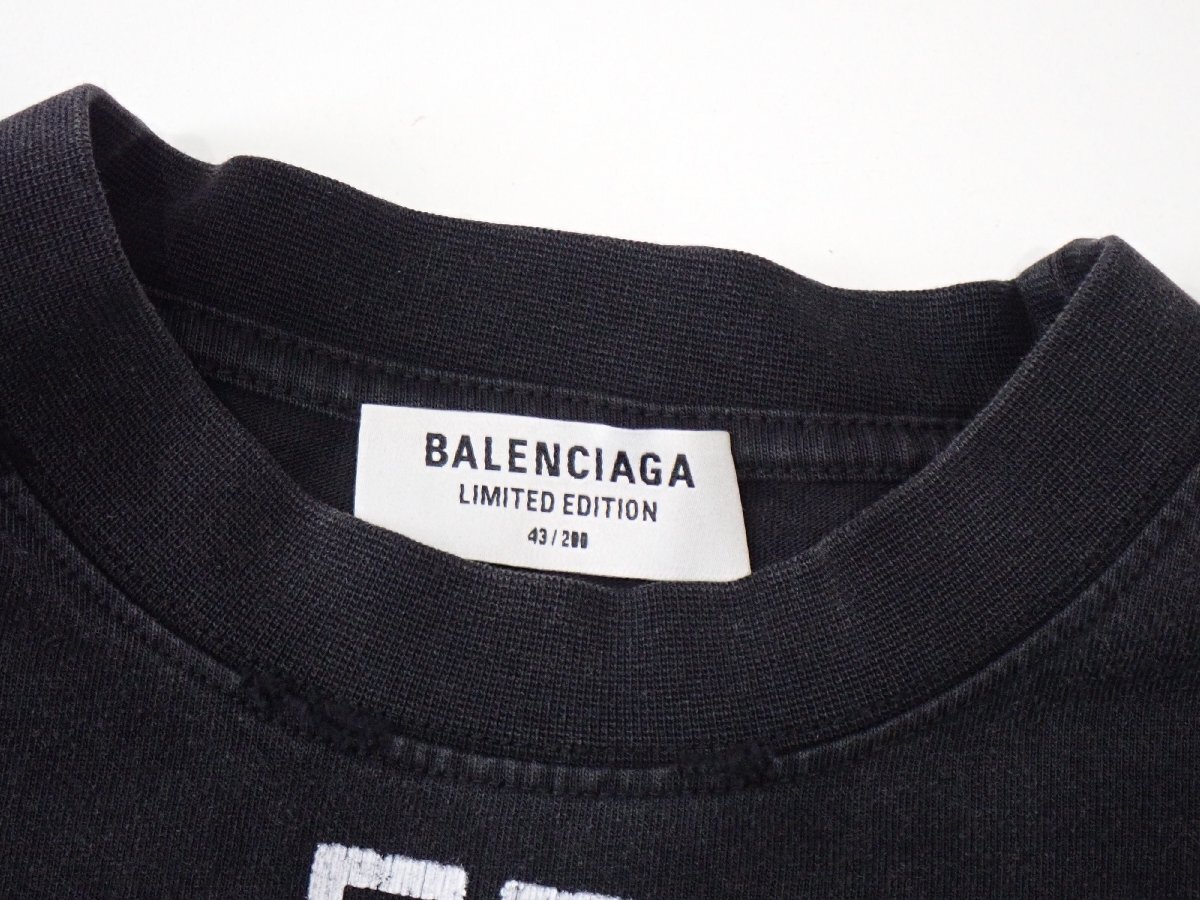 BALENCIAGA
LIMITED EDITION
43/200